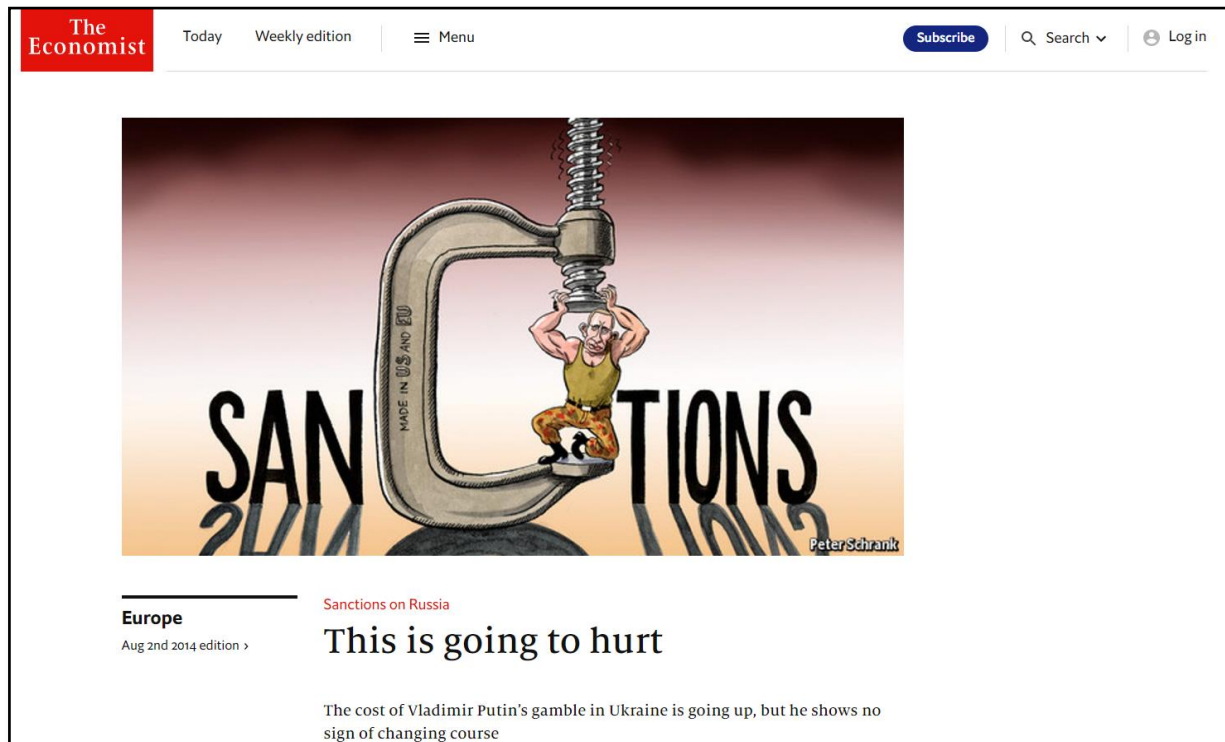 The
Economist
Today Weekly edition Menu Subscribe Search Log in
MADE IN US AND EU
SANCTIONS
Peter Schrank
Europe
Aug 2nd 2014 edition >
Sanctions on Russia
This is going to hurt
The cost of Vladimir Putin's gamble in Ukraine is going up, but he shows no
sign of changing course